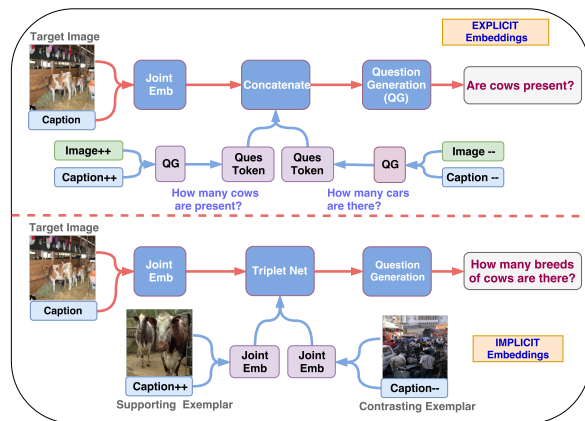 EXPLICIT
Embeddings
Target Image
Joint
Emb
Concatenate
Question
Generation
(QG)
Are cows present?
Caption
Image++
Caption++
QG
Ques
Token
Ques
Token
QG
Image --
Caption --
How many cows
are present?
How many cars
are there?
Target Image
Joint
Emb
Triplet Net
Question
Generation
How many breeds
of cows are there?
Caption
Joint
Emb
Joint
Emb
IMPLICIT
Embeddings
Caption++
Caption--
Supporting Exemplar
Contrasting Exemplar